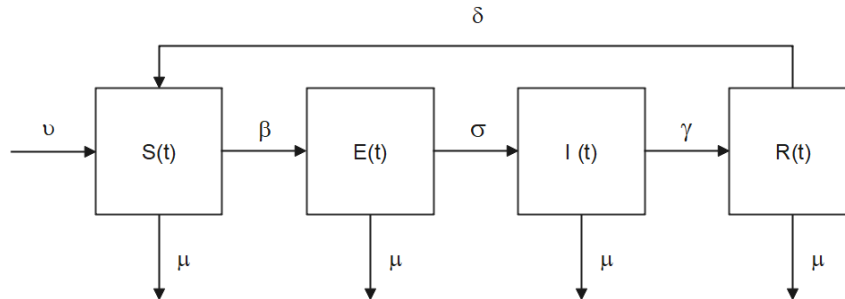 δ
υ S(t) β E(t) σ I (t) γ R(t)
μ μ μ μ